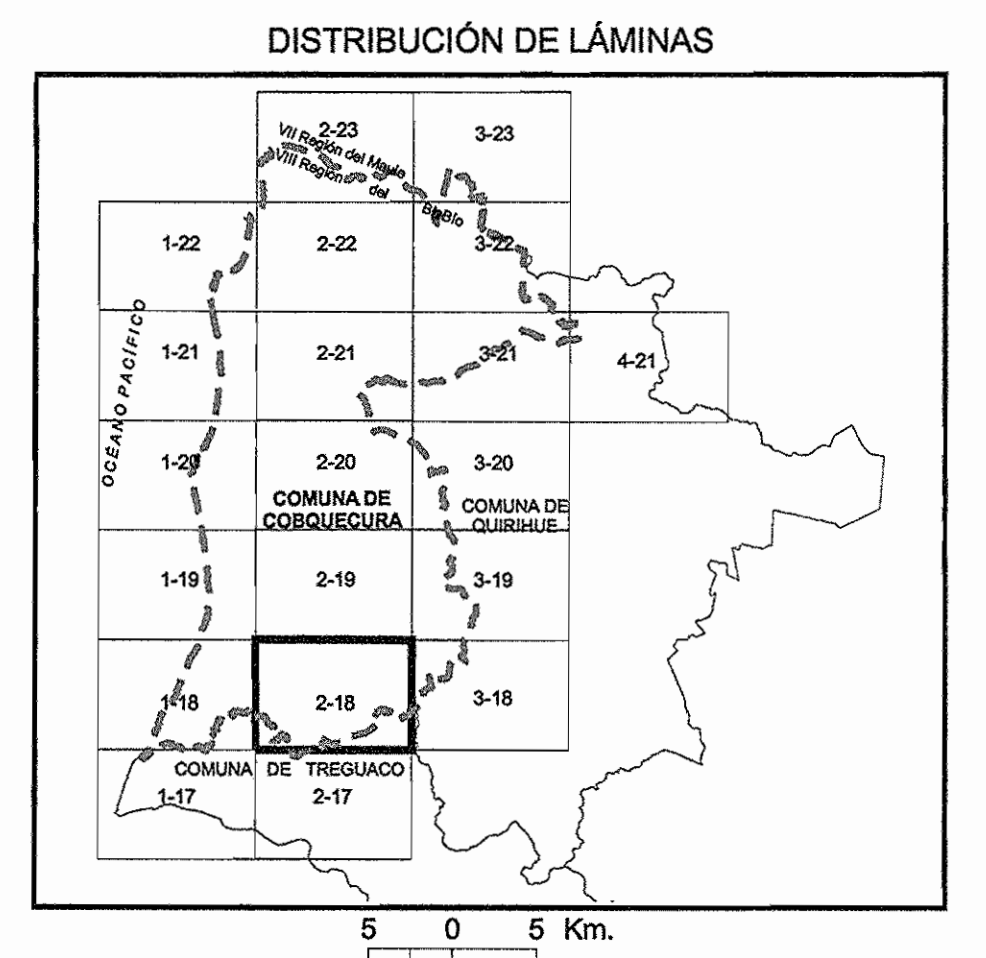 DISTRIBUCIÓN DE LÁMINAS
2-23
3-23
VII Región del Maule
VIII Región del BioBío
1-22
2-22
3-22
OCÉANO PACÍFICO
1-21
2-21
3-21
4-21
1-20
2-20
3-20
COMUNA DE
COBQUECURA
COMUNA DE
QUIRIHUE
1-19
2-19
3-19
1-18
2-18
3-18
COMUNA DE TREGUACO
1-17
2-17
5 0 5 Km.